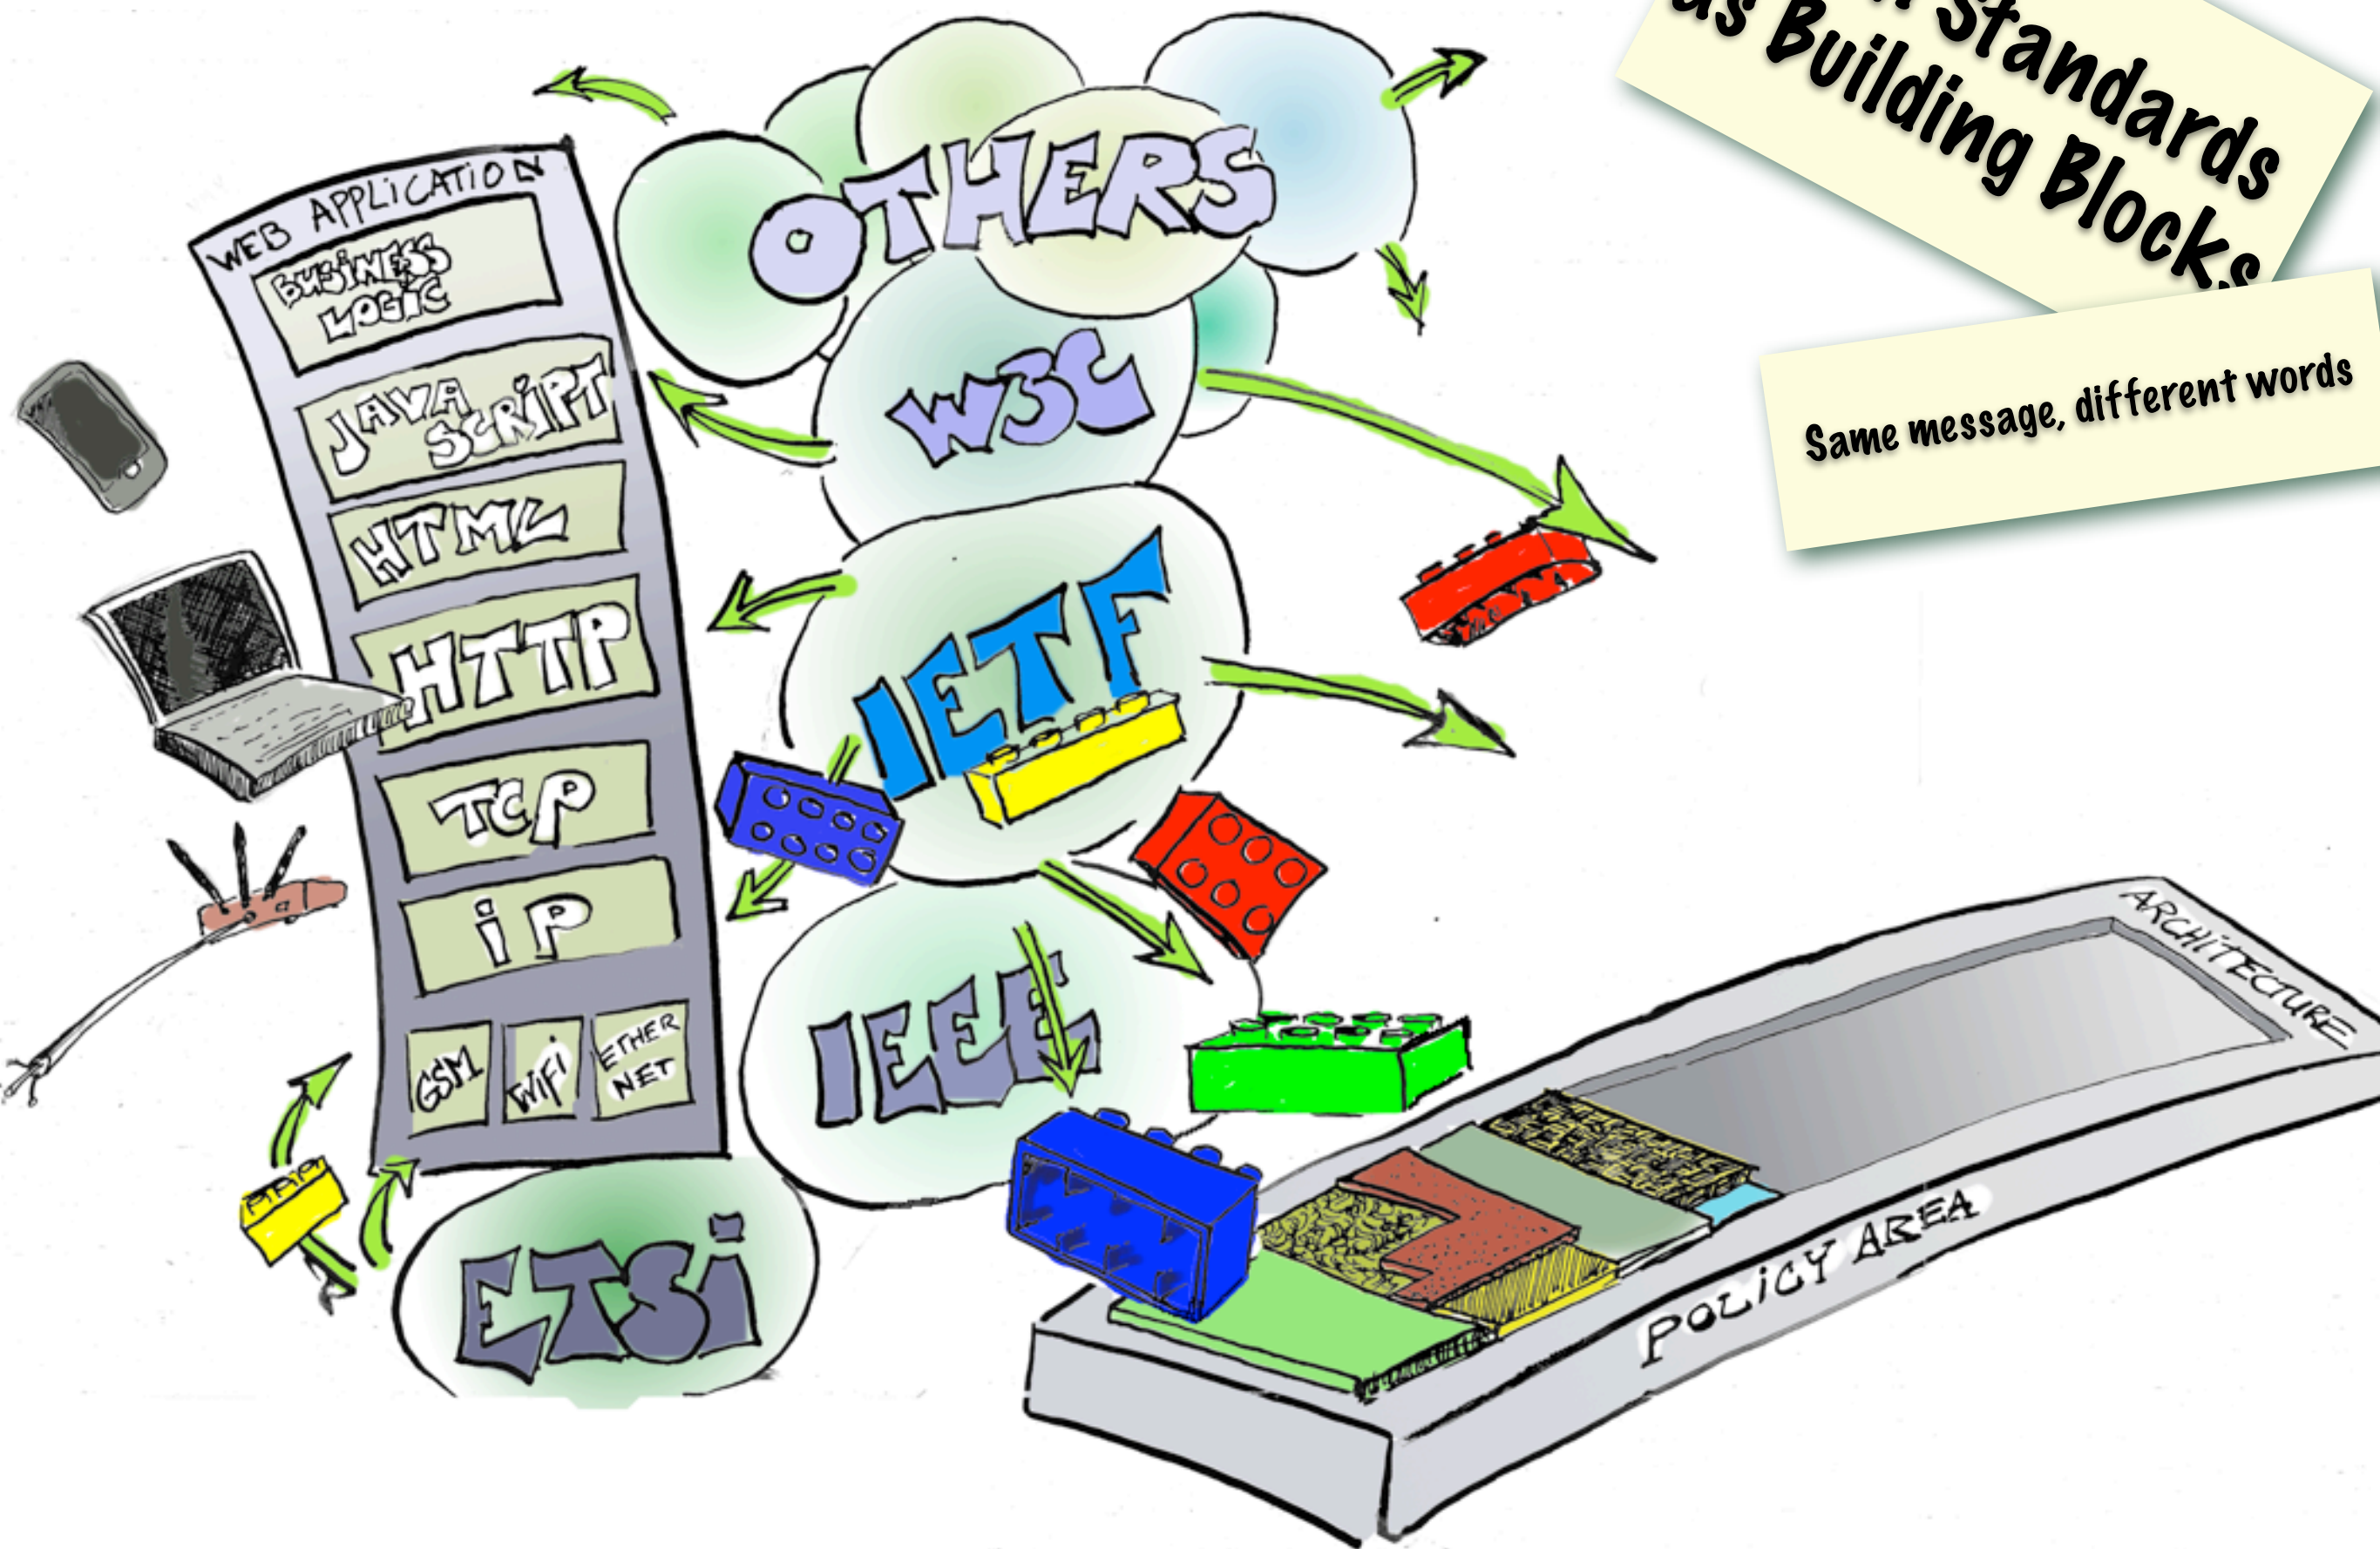 Standards
as Building Blocks
Same message, different words
WEB APPLICATION
BUSINESS
LOGIC
JAVA
SCRIPT
HTML
HTTP
TCP
iP
GSM
WiFi
ETHER
NET
OTHERS
W3C
IETF
IEEE
ETSi
ARCHiTECTURE
POLiCY AREA